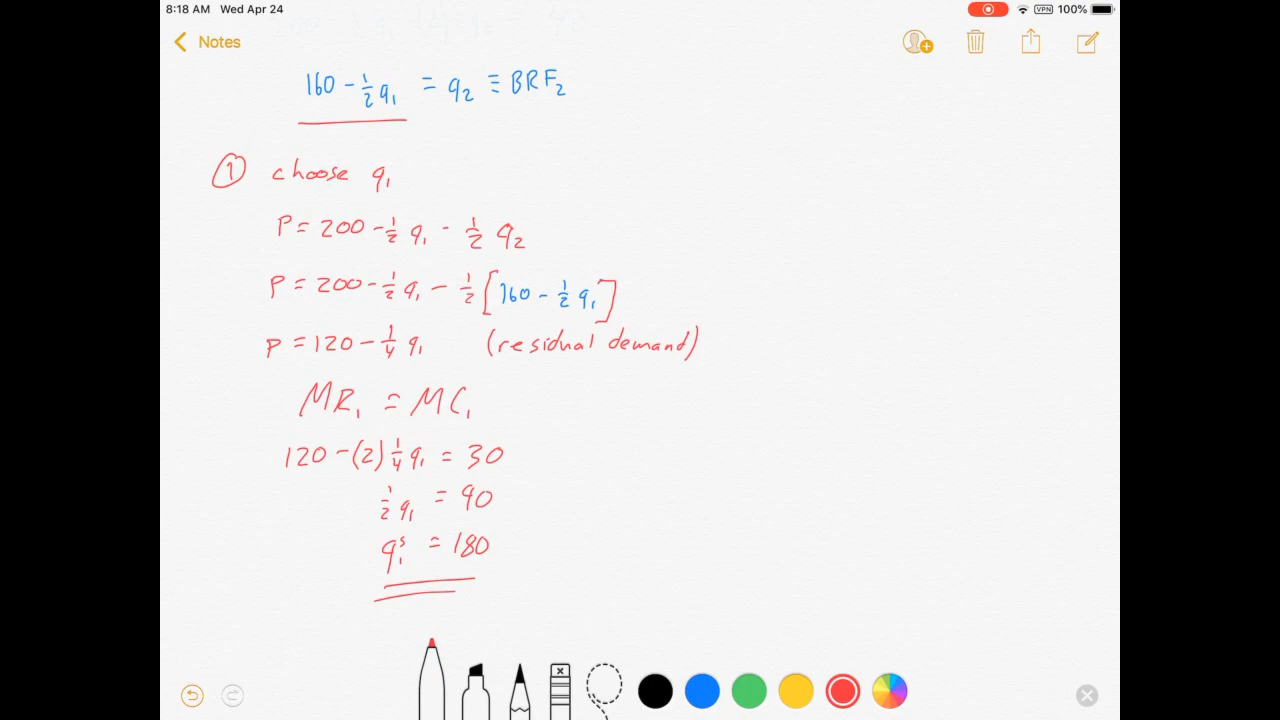 8:18 AM Wed Apr 24 VPN 100%
Notes
160 - ½ q₁ = q₂ ≡ BRF₂
① choose q₁
P = 200 - ½ q₁ - ½ q₂
P = 200 - ½ q₁ - ½ [160 - ½ q₁]
P = 120 - ¼ q₁ (residual demand)
MR₁ = MC₁
120 - (2) ¼ q₁ = 30
½ q₁ = 90
q₁ˢ = 180